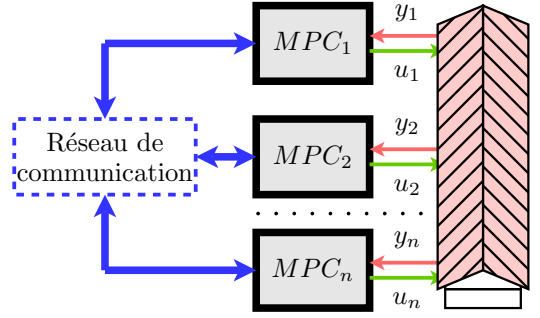 y₁
MPC₁
u₁
Réseau de
communication
y₂
MPC₂
u₂
. . . . . . . . . . . .
yₙ
MPCₙ
uₙ